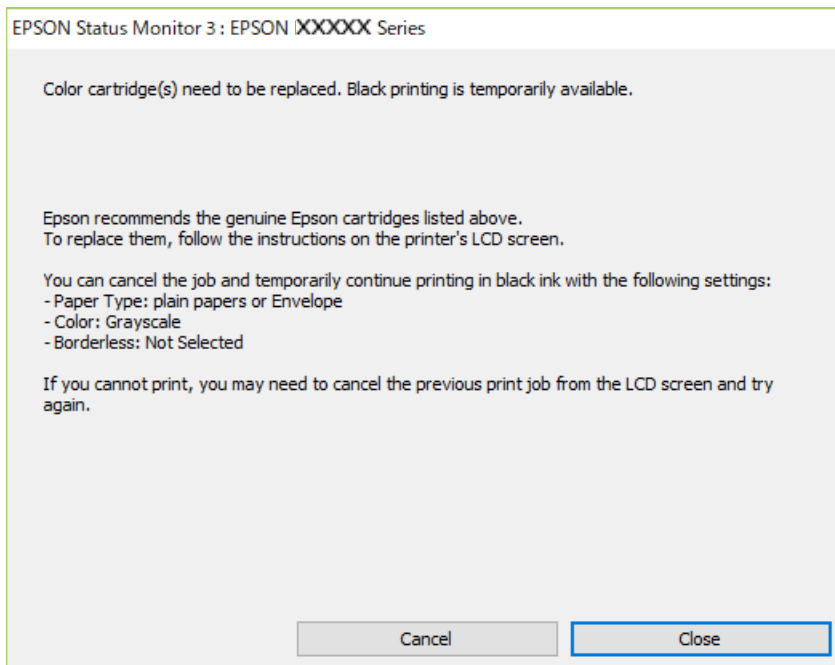 EPSON Status Monitor 3 : EPSON XXXXX Series
Color cartridge(s) need to be replaced. Black printing is temporarily available.
Epson recommends the genuine Epson cartridges listed above.
To replace them, follow the instructions on the printer's LCD screen.
You can cancel the job and temporarily continue printing in black ink with the following settings:
- Paper Type: plain papers or Envelope
- Color: Grayscale
- Borderless: Not Selected
If you cannot print, you may need to cancel the previous print job from the LCD screen and try
again.
Cancel
Close